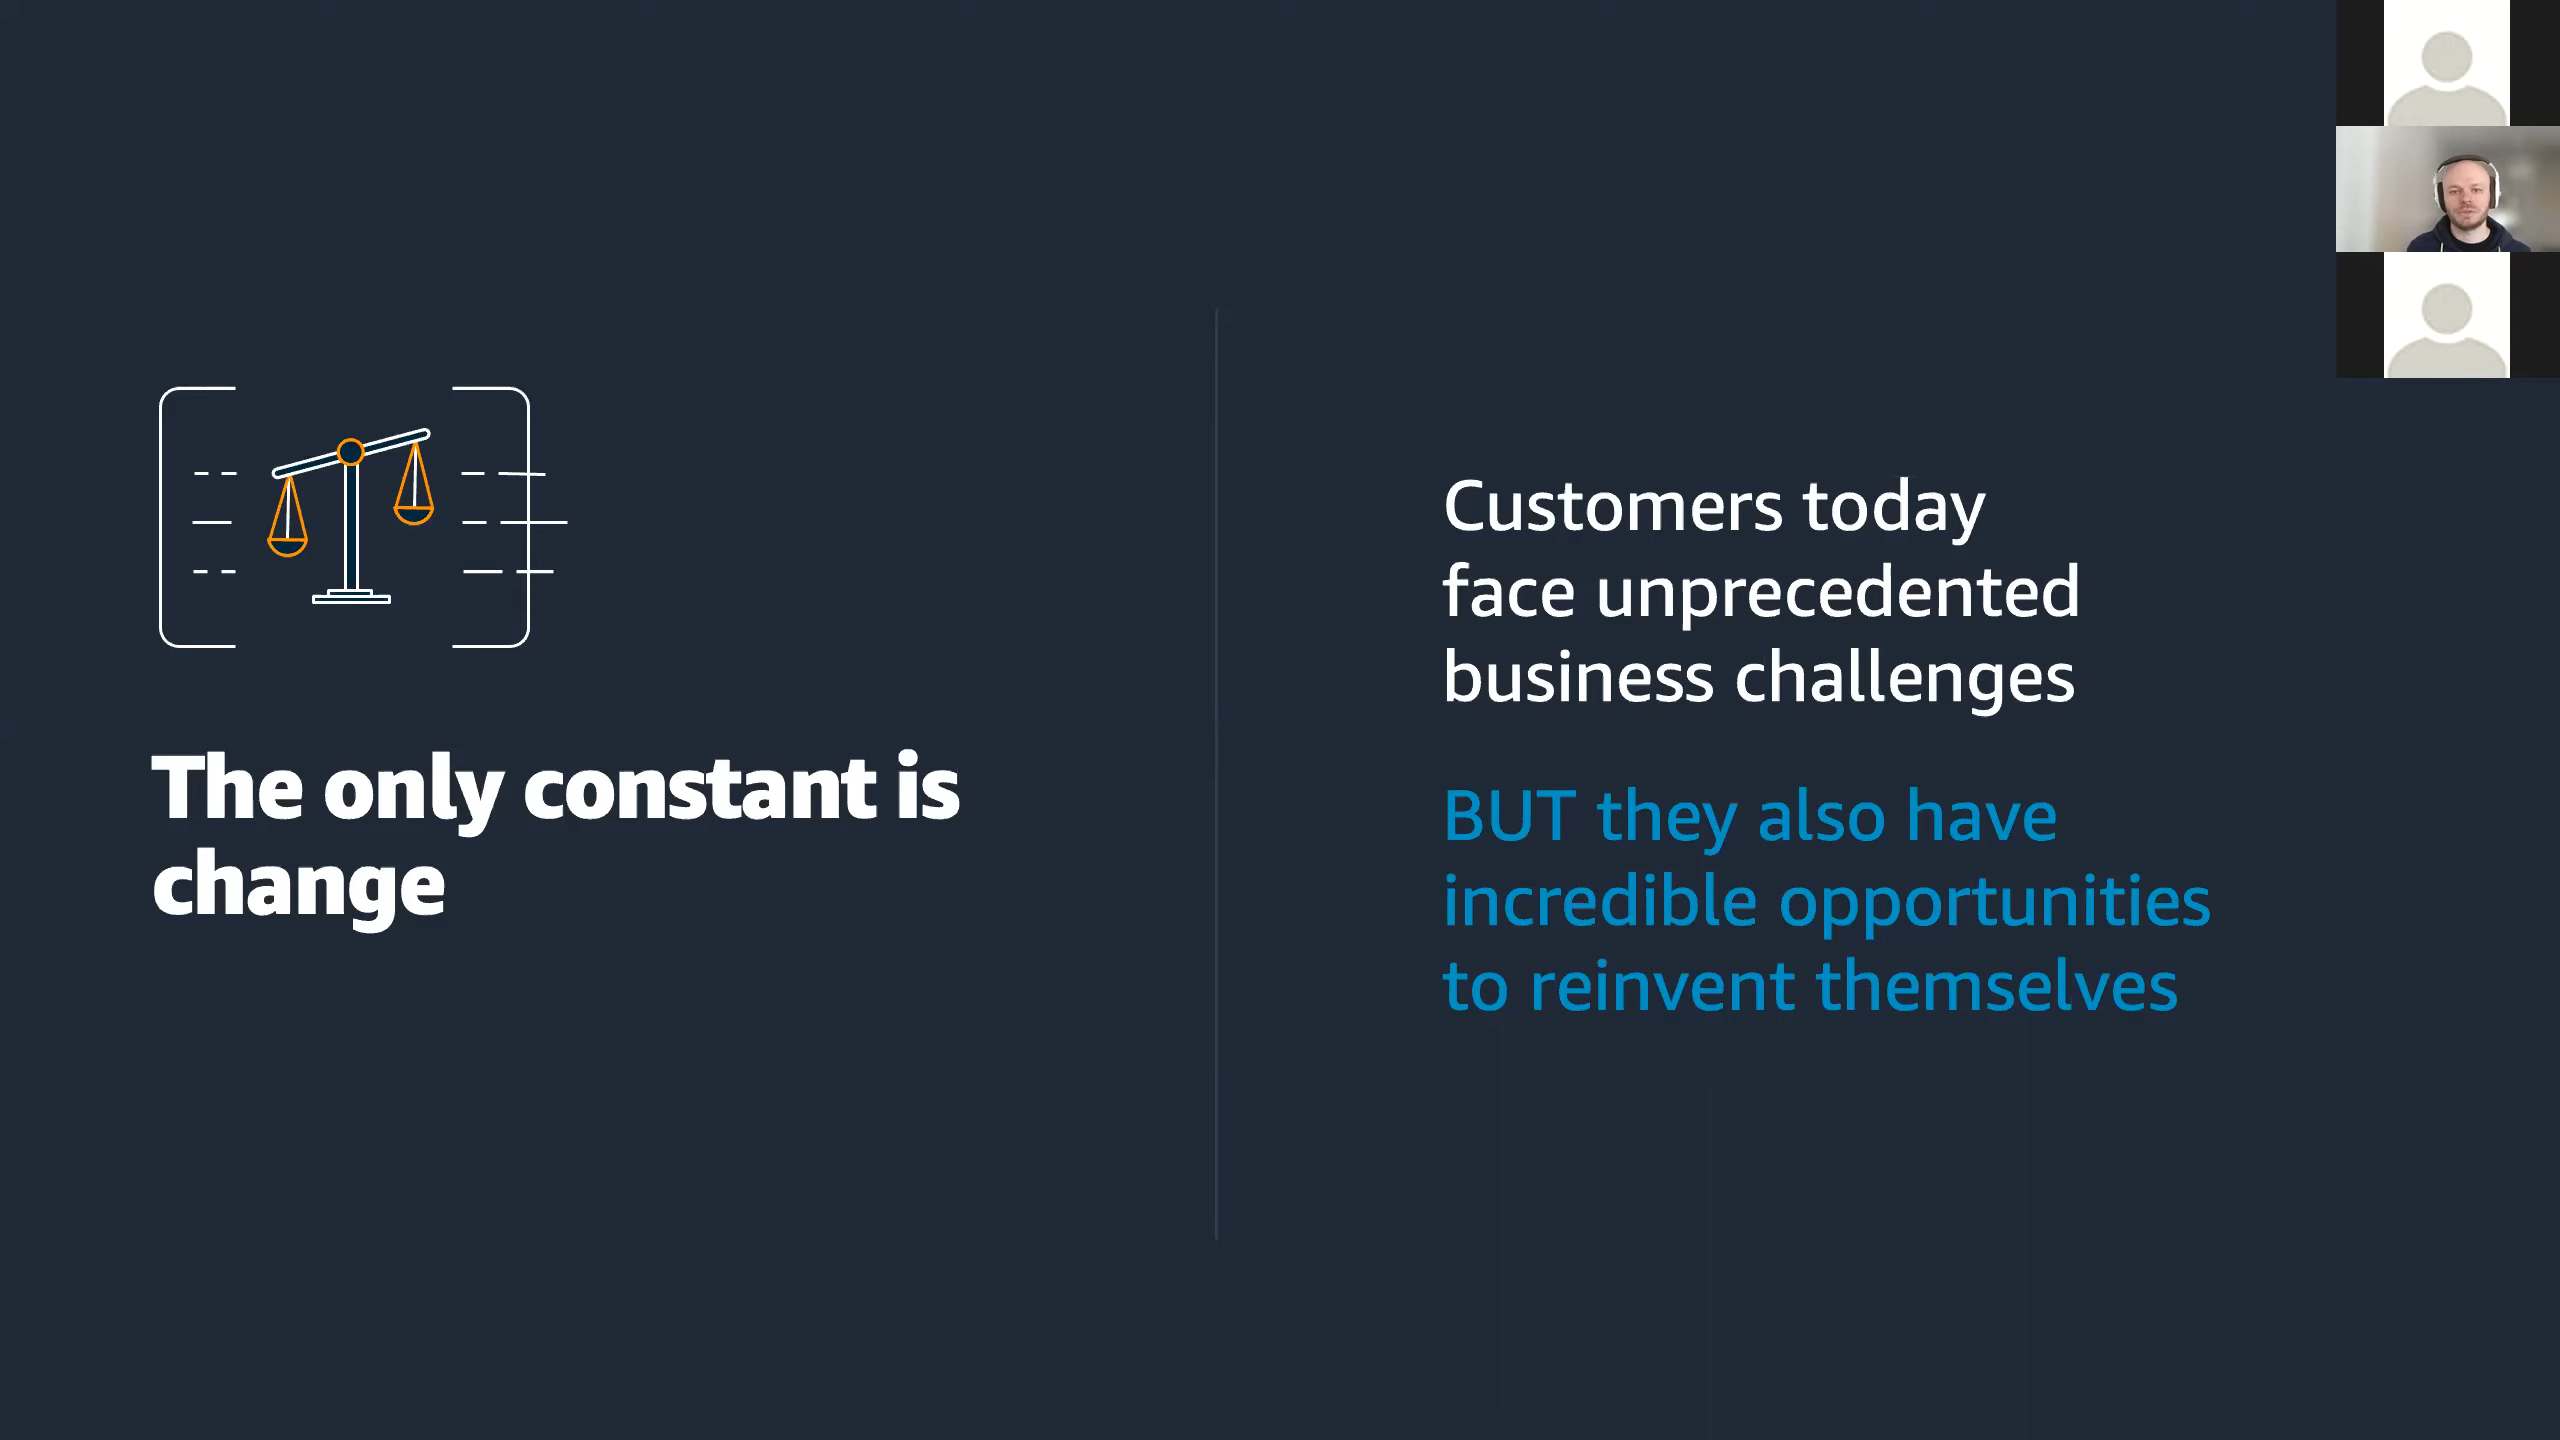 The only constant is
change
Customers today
face unprecedented
business challenges
BUT they also have
incredible opportunities
to reinvent themselves